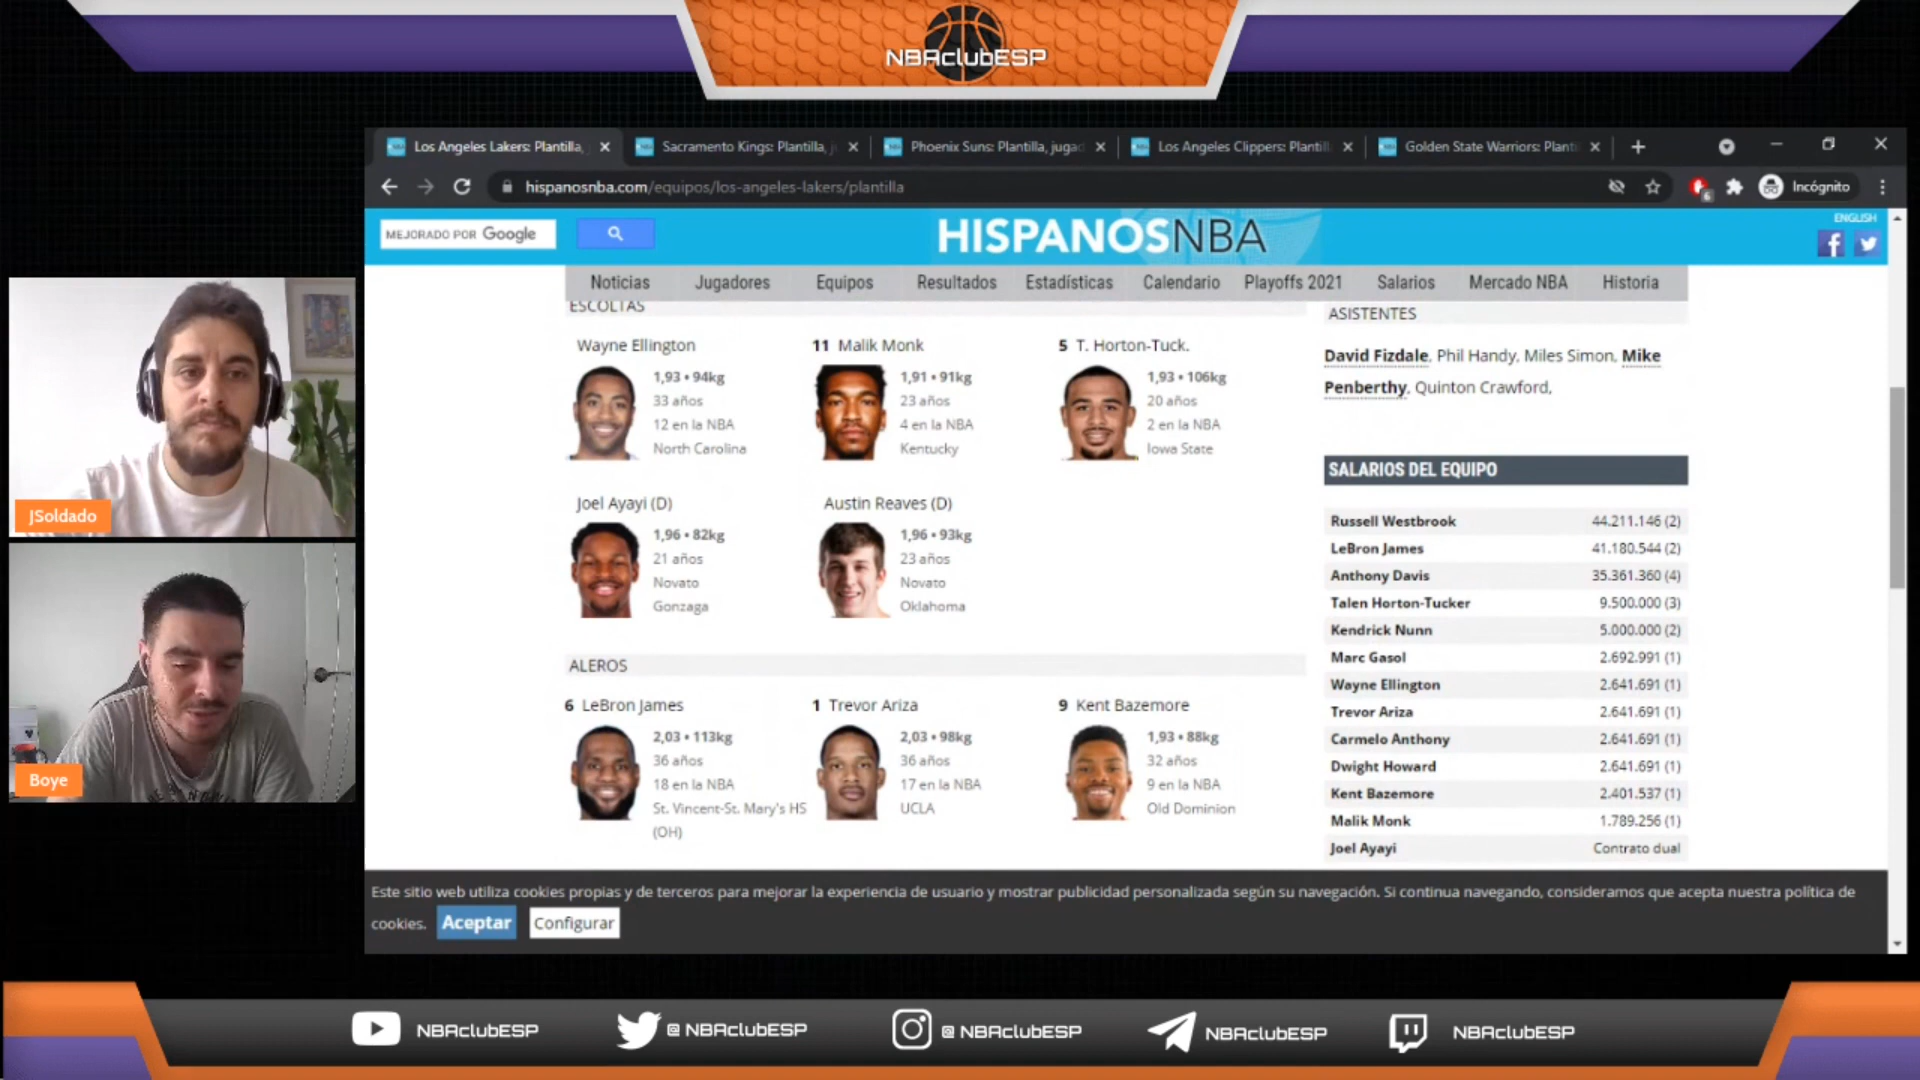 NBAclubESP
Los Angeles Lakers: Plantilla,
Sacramento Kings: Plantilla, j
Phoenix Suns: Plantilla, jugad
Los Angeles Clippers: Plantill
Golden State Warriors: Planti
hispanosnba.com/equipos/los-angeles-lakers/plantilla
6
Incógnito
MEJORADO POR Google
HISPANOSNBA
ENGLISH
Noticias Jugadores Equipos Resultados Estadísticas Calendario Playoffs 2021 Salarios Mercado NBA Historia
ESCOLTAS
Wayne Ellington
1,93 • 94kg
33 años
12 en la NBA
North Carolina
11 Malik Monk
1,91 • 91kg
23 años
4 en la NBA
Kentucky
5 T. Horton-Tuck.
1,93 • 106kg
20 años
2 en la NBA
Iowa State
Joel Ayayi (D)
1,96 • 82kg
21 años
Novato
Gonzaga
Austin Reaves (D)
1,96 • 93kg
23 años
Novato
Oklahoma
ALEROS
6 LeBron James
2,03 • 113kg
36 años
18 en la NBA
St. Vincent-St. Mary's HS
(OH)
1 Trevor Ariza
2,03 • 98kg
36 años
17 en la NBA
UCLA
9 Kent Bazemore
1,93 • 88kg
32 años
9 en la NBA
Old Dominion
ASISTENTES
David Fizdale, Phil Handy, Miles Simon, Mike
Penberthy, Quinton Crawford,
SALARIOS DEL EQUIPO
Russell Westbrook 44.211.146 (2)
LeBron James 41.180.544 (2)
Anthony Davis 35.361.360 (4)
Talen Horton-Tucker 9.500.000 (3)
Kendrick Nunn 5.000.000 (2)
Marc Gasol 2.692.991 (1)
Wayne Ellington 2.641.691 (1)
Trevor Ariza 2.641.691 (1)
Carmelo Anthony 2.641.691 (1)
Dwight Howard 2.641.691 (1)
Kent Bazemore 2.401.537 (1)
Malik Monk 1.789.256 (1)
Joel Ayayi Contrato dual
Este sitio web utiliza cookies propias y de terceros para mejorar la experiencia de usuario y mostrar publicidad personalizada según su navegación. Si continua navegando, consideramos que acepta nuestra política de
cookies. Aceptar Configurar
JSoldado
Boye
NBAclubESP
@ NBAclubESP
@ NBAclubESP
NBAclubESP
NBAclubESP